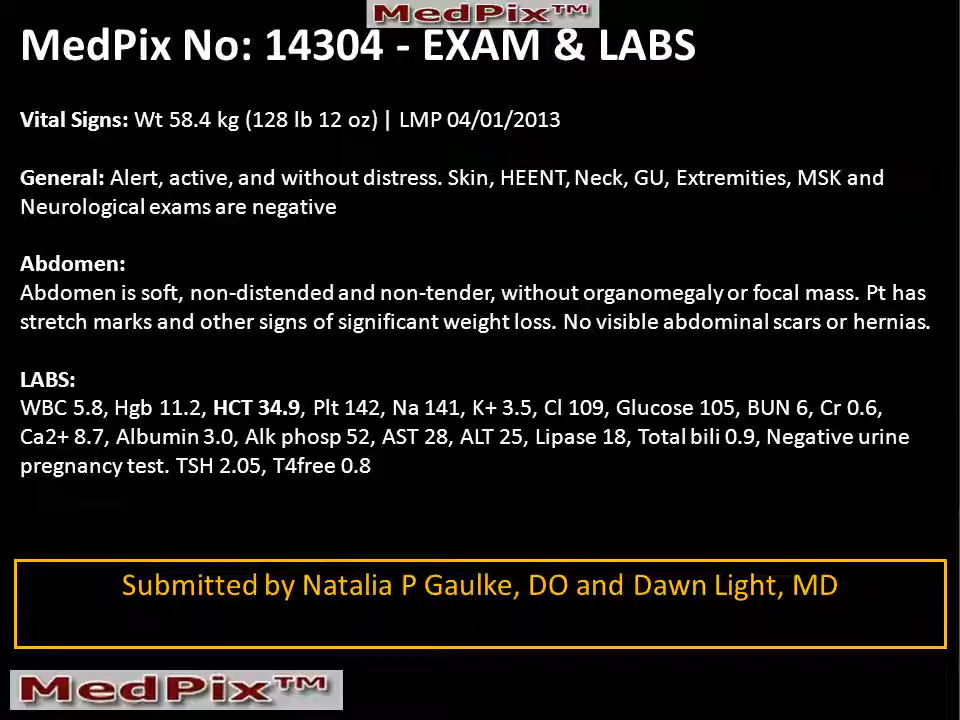 MedPix™
MedPix No: 14304 - EXAM & LABS
Vital Signs: Wt 58.4 kg (128 lb 12 oz) | LMP 04/01/2013
General: Alert, active, and without distress. Skin, HEENT, Neck, GU, Extremities, MSK and
Neurological exams are negative
Abdomen:
Abdomen is soft, non-distended and non-tender, without organomegaly or focal mass. Pt has
stretch marks and other signs of significant weight loss. No visible abdominal scars or hernias.
LABS:
WBC 5.8, Hgb 11.2, HCT 34.9, Plt 142, Na 141, K+ 3.5, Cl 109, Glucose 105, BUN 6, Cr 0.6,
Ca2+ 8.7, Albumin 3.0, Alk phosp 52, AST 28, ALT 25, Lipase 18, Total bili 0.9, Negative urine
pregnancy test. TSH 2.05, T4free 0.8
Submitted by Natalia P Gaulke, DO and Dawn Light, MD
MedPix™